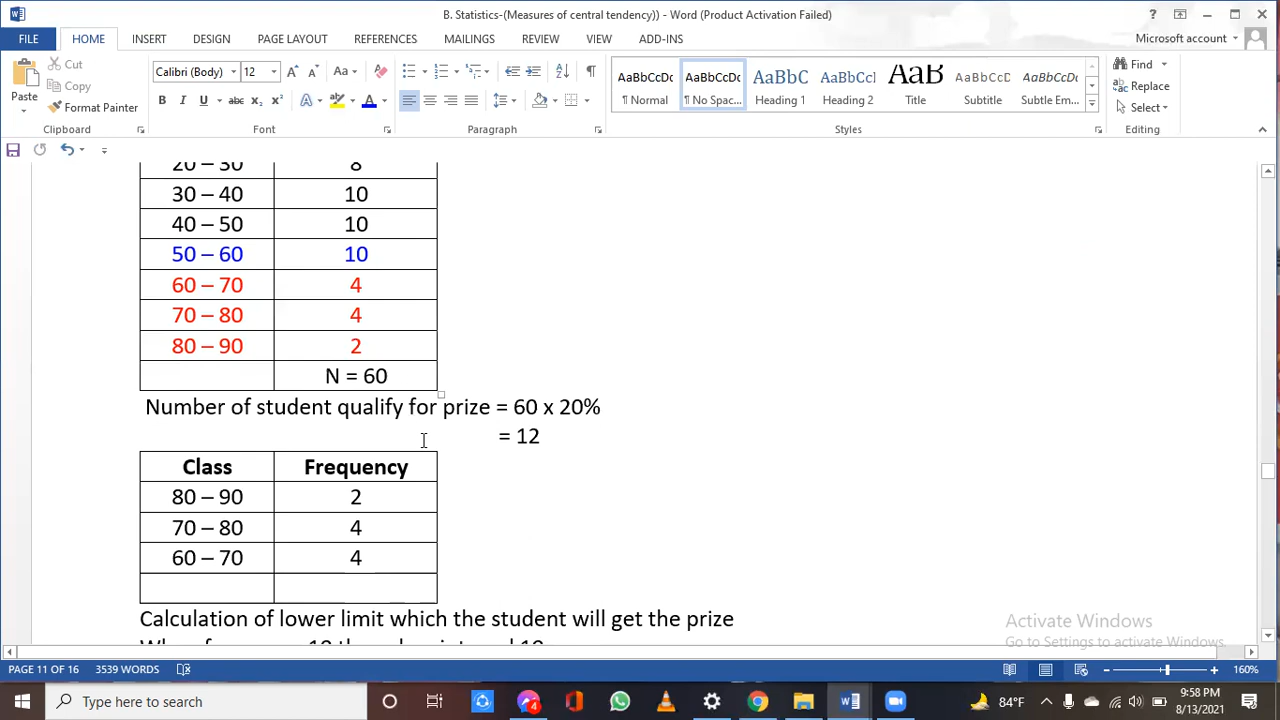 B. Statistics-(Measures of central tendency)) - Word (Product Activation Failed)
FILE HOME INSERT DESIGN PAGE LAYOUT REFERENCES MAILINGS REVIEW VIEW ADD-INS Microsoft account
Paste
Cut
Copy
Format Painter
Calibri (Body) 12
AaBbCcDc AaBbCcDc AaBbC AaBbCcl AaB AaBbCcD AaBbCcDt
¶ Normal ¶ No Spac... Heading Heading 2 Title Subtitle Subtle Em...
Find
Replace
Select
Clipboard Font Paragraph Styles Editing
20 – 30 8
30 – 40 10
40 – 50 10
50 – 60 10
60 – 70 4
70 – 80 4
80 – 90 2
N = 60
Number of student qualify for prize = 60 x 20%
= 12
Class Frequency
80 – 90 2
70 – 80 4
60 – 70 4
Calculation of lower limit which the student will get the prize
Activate Windows
Go to Settings to activate Windows.
PAGE 11 OF 16 3539 WORDS 160%
Type here to search
4
84°F
9:58 PM
8/13/2021